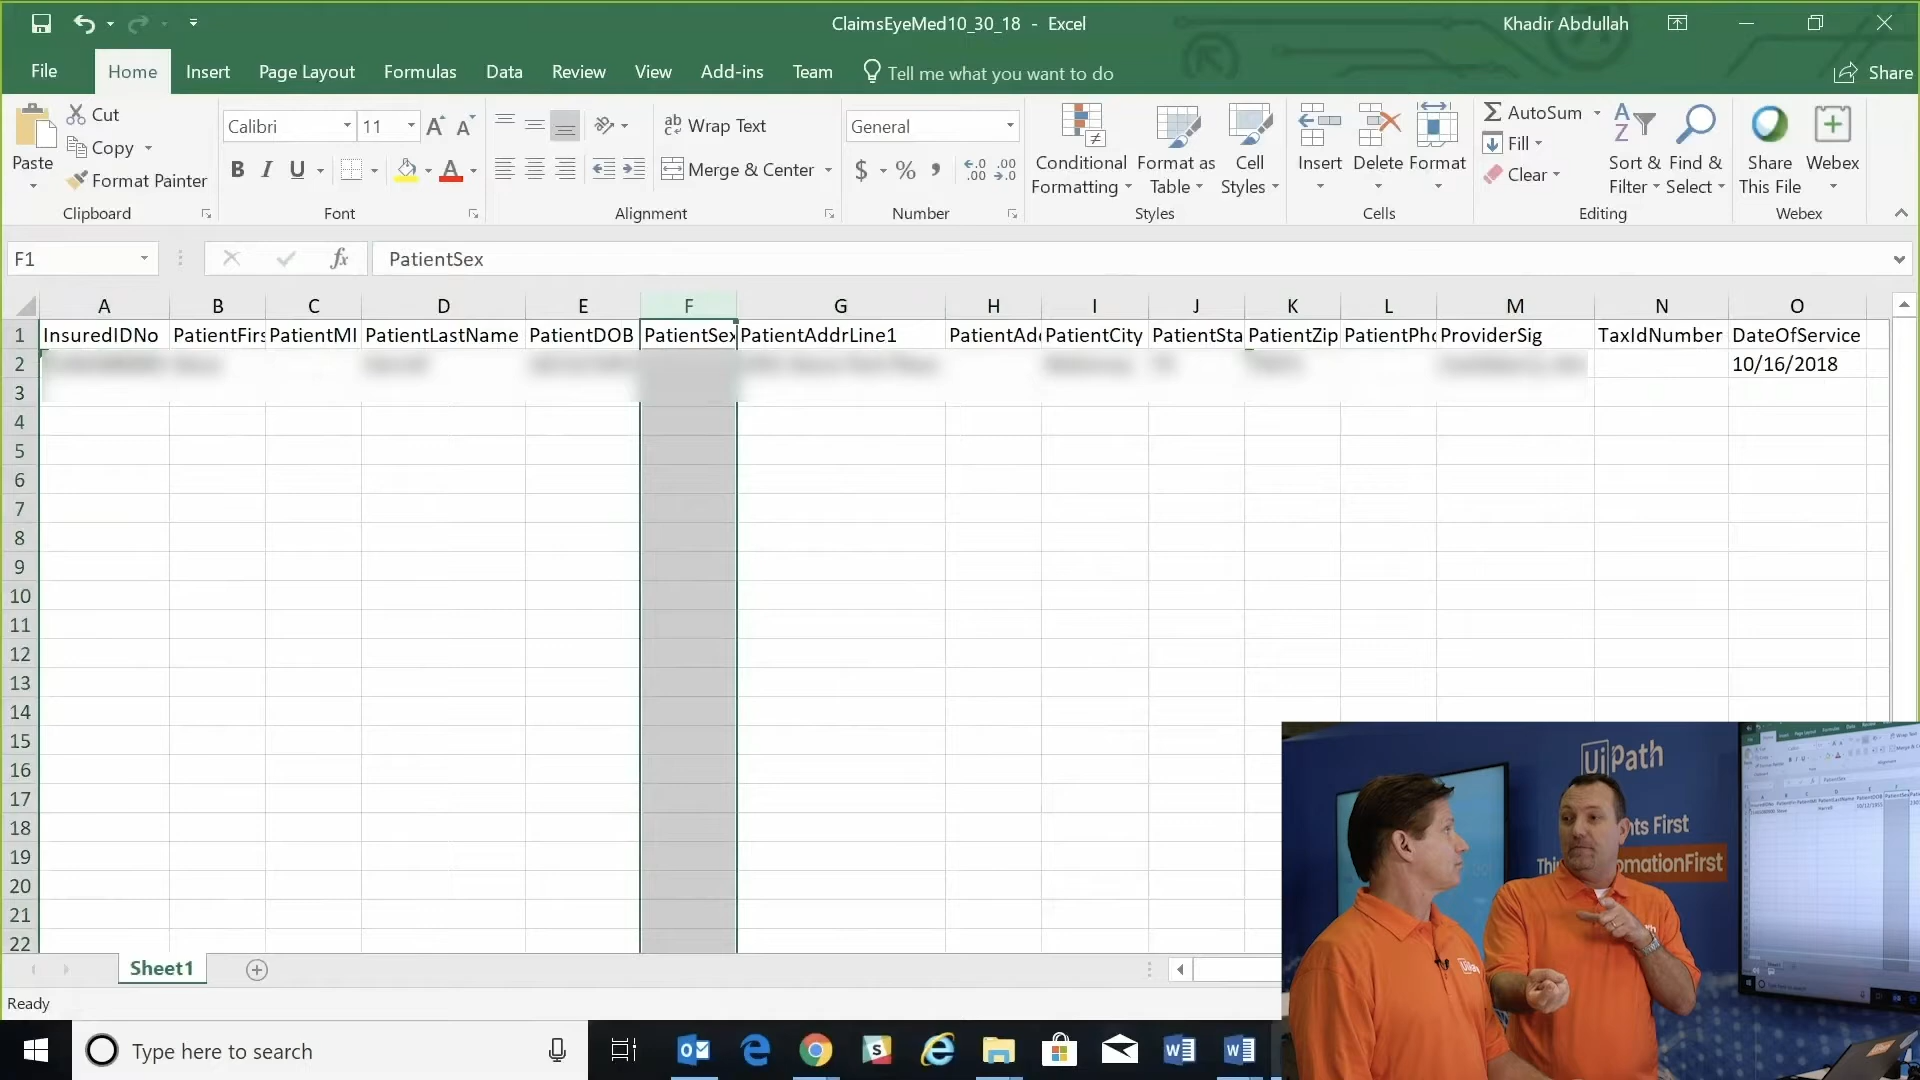 ClaimsEyeMed10_30_18 - Excel
Khadir Abdullah
File Home Insert Page Layout Formulas Data Review View Add-ins Team Tell me what you want to do Share
Cut
Copy
Format Painter
Paste
Clipboard
Calibri 11
B I U
Font
Wrap Text
Merge & Center
Alignment
General
$ % ,
Number
Conditional Formatting
Format as Table
Cell Styles
Styles
Insert Delete Format
Cells
AutoSum
Fill
Clear
Sort & Filter
Find & Select
Editing
Share This File
Webex
Webex
F1 fx PatientSex
A B C D E F G H I J K L M N O
1 InsuredIDNo PatientFirs PatientMI PatientLastName PatientDOB PatientSex PatientAddrLine1 PatientAd PatientCity PatientSta PatientZip PatientPho ProviderSig TaxIdNumber DateOfService
2 10/16/2018
3
4
5
6
7
8
9
10
11
12
13
14
15
16
17
18
19
20
21
22
Sheet1
Ready
Type here to search
UiPath